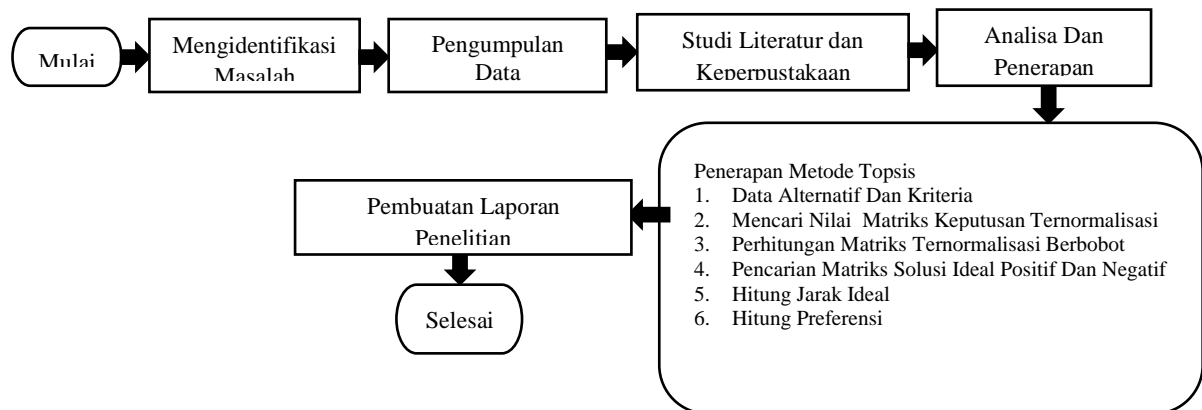 Mulai
Mengidentifikasi
Masalah
Pengumpulan
Data
Studi Literatur dan
Keperpustakaan
Analisa Dan
Penerapan
Penerapan Metode Topsis
1. Data Alternatif Dan Kriteria
2. Mencari Nilai Matriks Keputusan Ternormalisasi
3. Perhitungan Matriks Ternormalisasi Berbobot
4. Pencarian Matriks Solusi Ideal Positif Dan Negatif
5. Hitung Jarak Ideal
6. Hitung Preferensi
Pembuatan Laporan
Penelitian
Selesai